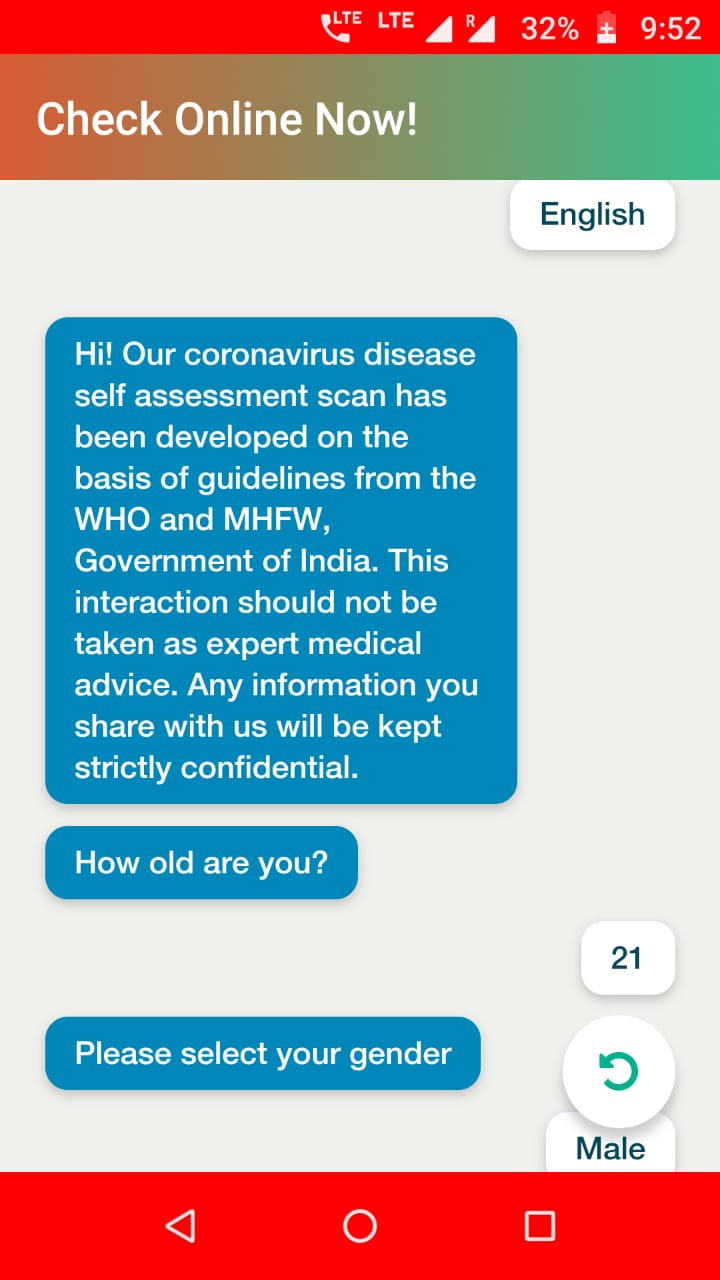 LTE LTE R 32% 9:52
Check Online Now!
English
Hi! Our coronavirus disease
self assessment scan has
been developed on the
basis of guidelines from the
WHO and MHFW,
Government of India. This
interaction should not be
taken as expert medical
advice. Any information you
share with us will be kept
strictly confidential.
How old are you?
21
Please select your gender
Male